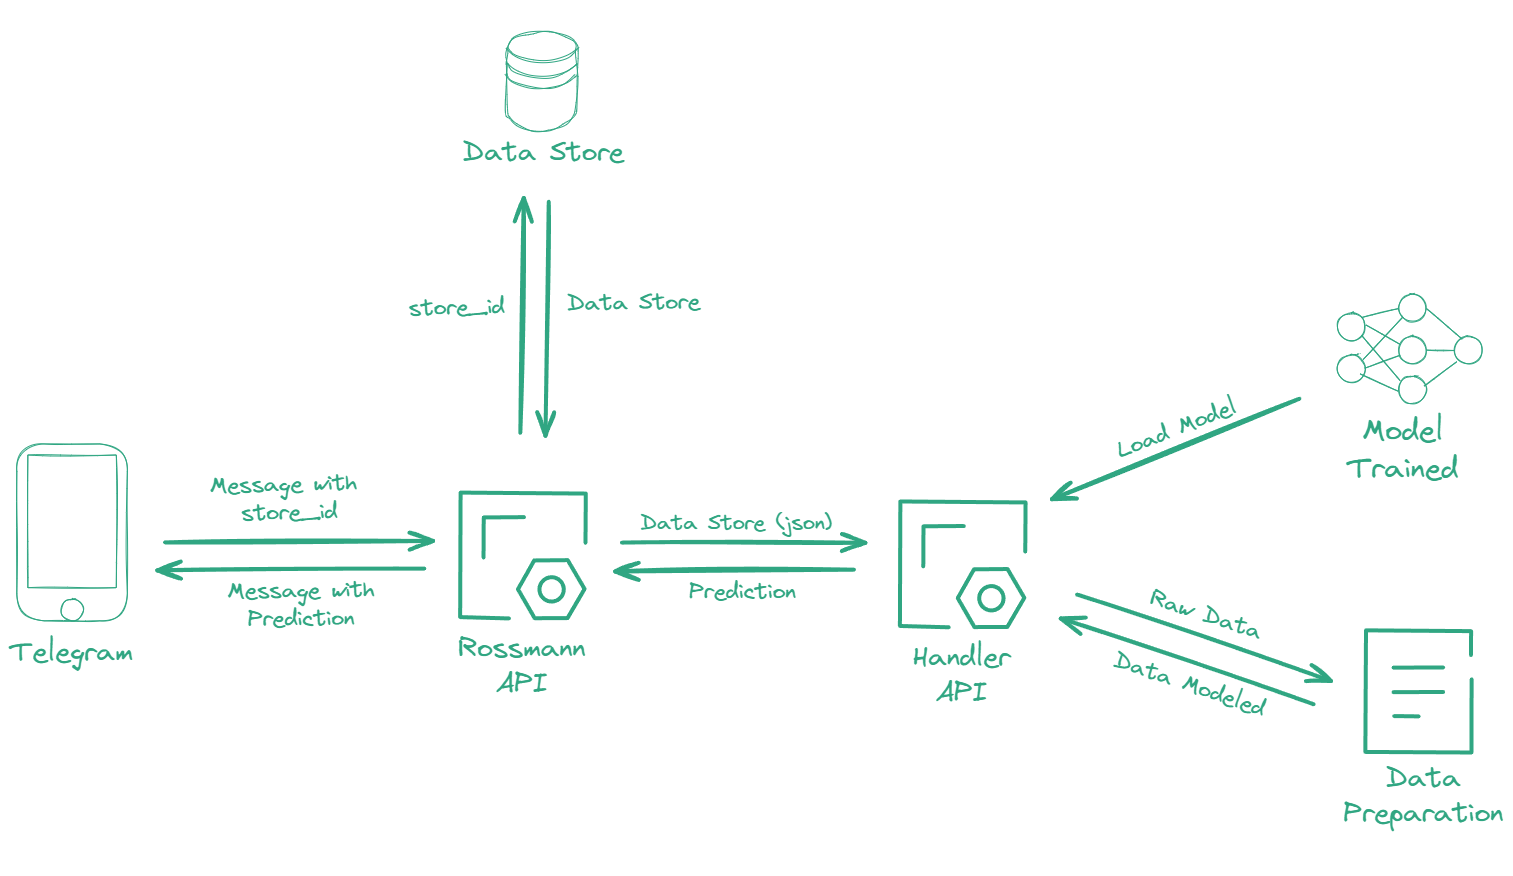 Data Store
store_id
Data Store
Load Model
Model
Trained
Message with
store_id
Data Store (json)
Message with
Prediction
Prediction
Raw Data
Data Modeled
Telegram
Rossmann
API
Handler
API
Data
Preparation